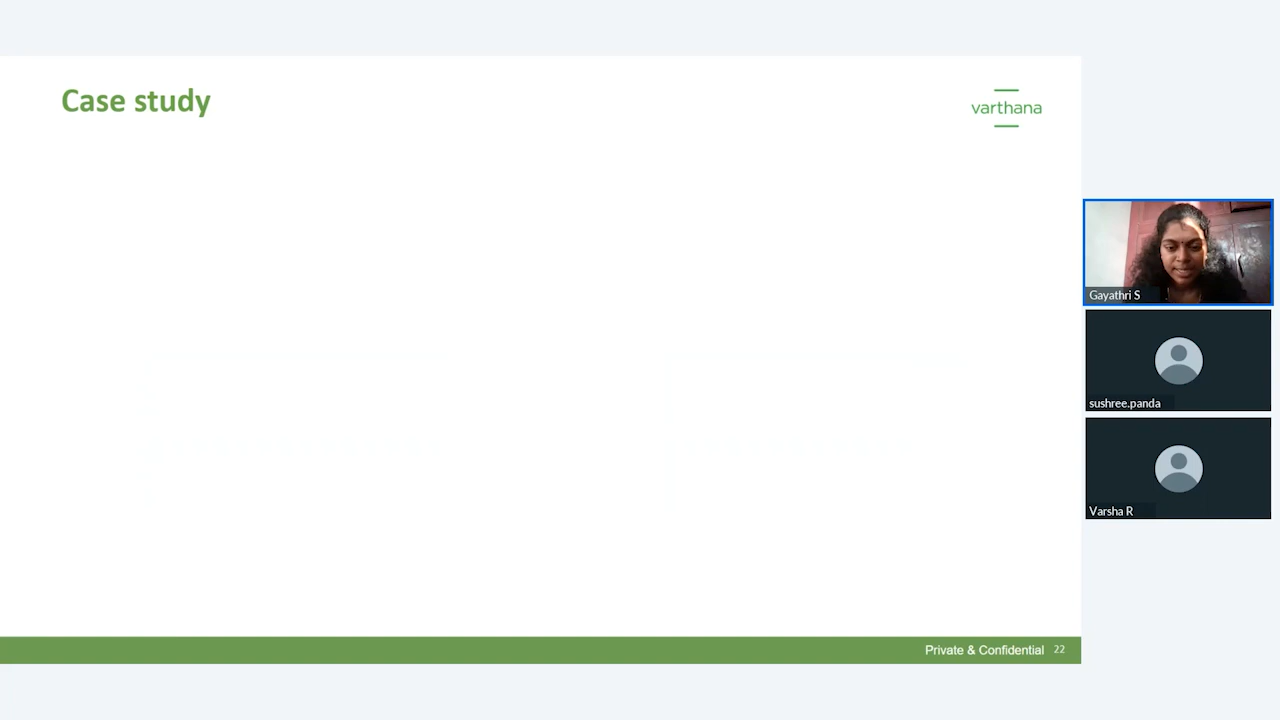 Case study
varthana
Gayathri S
sushree.panda
Varsha R
Private & Confidential 22